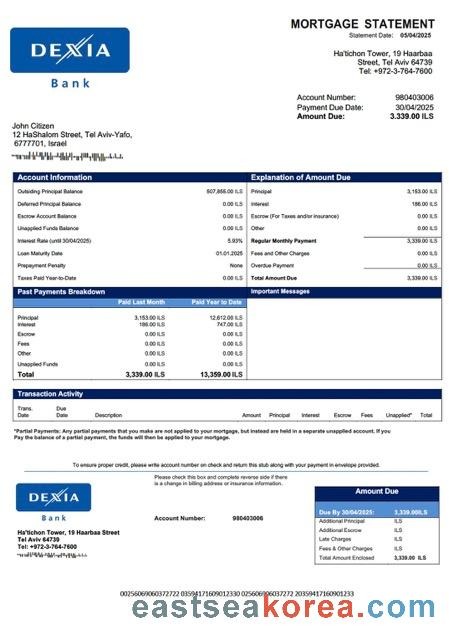 MORTGAGE STATEMENT
Statement Date: 05/04/2025
DEXIA
Bank
Ha'tichon Tower, 19 Haarbaa
Street, Tel Aviv 64739
Tel: +972-3-764-7600
Account Number: 980403006
Payment Due Date: 30/04/2025
Amount Due: 3.339.00 ILS
John Citizen
12 HaShalom Street, Tel Aviv-Yafo,
6777701, Israel
Account Information
Outsiding Principal Balance 507,855.00 ILS
Deferred Principal Balance 0.00 ILS
Escrow Account Balance 0.00 ILS
Unapplied Funds Balance 0.00 ILS
Interest Rate (until 30/04/2025) 5.93%
Loan Maturity Date 01.01.2025
Prepayment Penalty None
Taxes Paid Year-to-Date 0.00 ILS
Explanation of Amount Due
Principal 3,153.00 ILS
Interest 186.00 ILS
Escrow (For Taxes and/or insurance) 0.00 ILS
Other 0.00 ILS
Regular Monthly Payment 3,339.00 ILS
Fees and Other Charges 0.00 ILS
Overdue Payment 0.00 ILS
Total Amount Due 3,339.00 ILS
Past Payments Breakdown
Paid Last Month Paid Year to Date
Principal 3,153.00 ILS 12,612.00 ILS
Interest 186.00 ILS 747.00 ILS
Escrow 0.00 ILS 0.00 ILS
Fees 0.00 ILS 0.00 ILS
Other 0.00 ILS 0.00 ILS
Unapplied Funds 0.00 ILS 0.00 ILS
Total 3,339.00 ILS 13,359.00 ILS
Important Messages
Transaction Activity
Trans. Date Due Date Description Amount Principal Interest Escrow Fees Unapplied* Total
*Partial Payments: Any partial payments that you make are not applied to your mortgage, but instead are held in a separate unapplied account. If you
Pay the balance of a partial payment, the funds will then be applied to your mortgage.
To ensure proper credit, please write account number on check and return this stub along with your payment in envelope provided.
DEXIA
Bank
Please check this box and complete reverse side if there
is a change in billing address or insurance information.
Account Number: 980403006
Ha'tichon Tower, 19 Haarbaa Street
Tel Aviv 64739
Tel: +972-3-764-7600
Amount Due
Due By 30/04/2025: 3,339.00ILS
Additional Principal ILS
Additional Escrow ILS
Late Charges ILS
Fees & Other Charges ILS
Total Amount Enclosed 3,339.00 ILS
00256069060372722 03594171609012330 0256069060372722 20359417160901233
eastseakorea.com